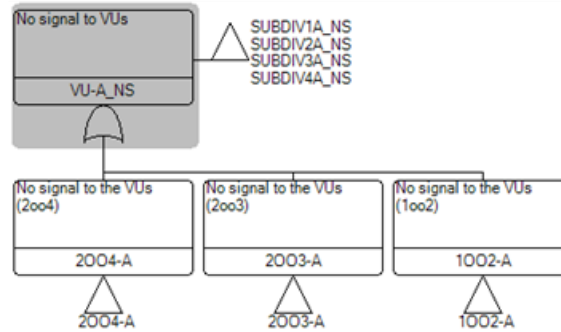 No signal to VUs
VU-A_NS
SUBDIV1A_NS
SUBDIV2A_NS
SUBDIV3A_NS
SUBDIV4A_NS
No signal to the VUs
(2oo4)
2OO4-A
2OO4-A
No signal to the VUs
(2oo3)
2OO3-A
2OO3-A
No signal to the VUs
(1oo2)
1OO2-A
1OO2-A